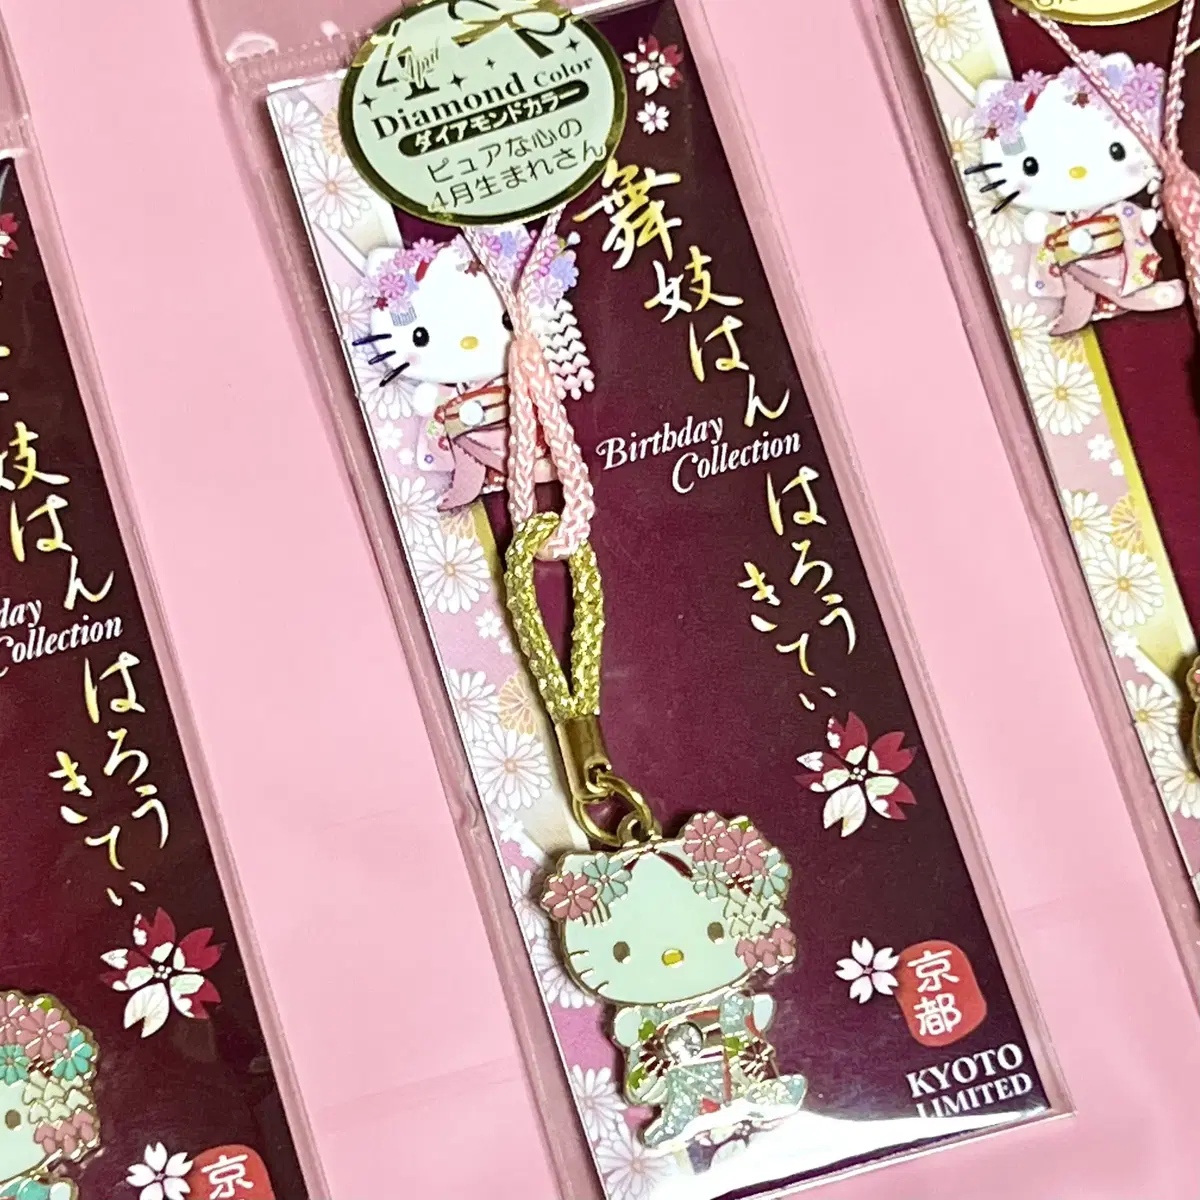 4 April
Diamond Color
ダイアモンドカラー
ピュアな心の
4月生まれさん
舞妓はん
Birthday
Collection
はろう
きてぃ
京都
KYOTO
LIMITED
妓はん
day
Collection
はろう
きてぃ
京